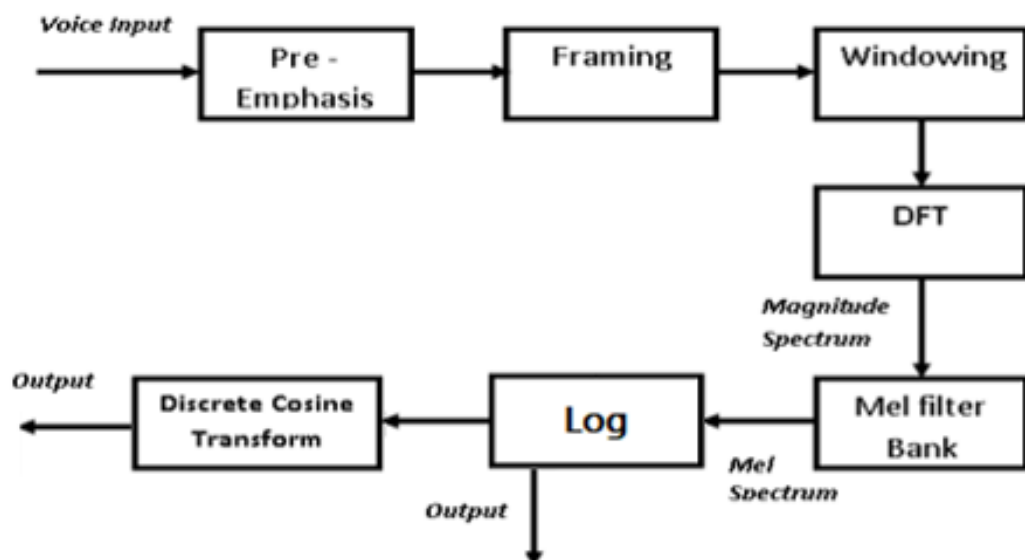 Voice Input
Pre -
Emphasis
Framing
Windowing
DFT
Magnitude
Spectrum
Output
Discrete Cosine
Transform
Log
Mel filter
Bank
Mel
Spectrum
Output